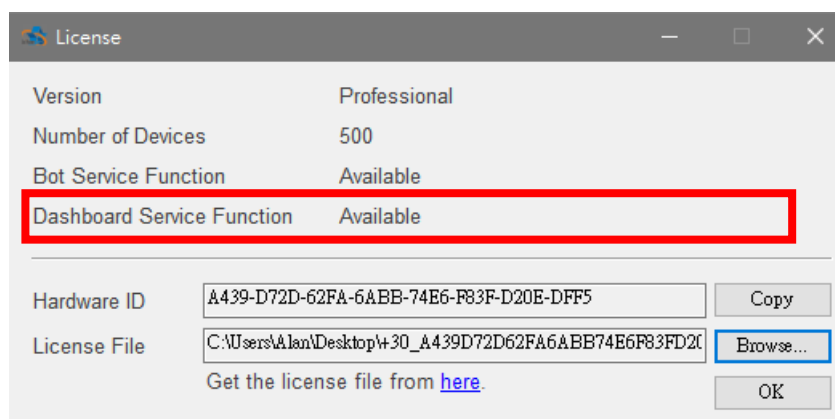 License
Version Professional
Number of Devices 500
Bot Service Function Available
Dashboard Service Function Available
Hardware ID A439-D72D-62FA-6ABB-74E6-F83F-D20E-DFF5 Copy
License File C:\Users\Alan\Desktop\+30_A439D72D62FA6ABB74E6F83FD20 Browse...
Get the license file from here.
OK